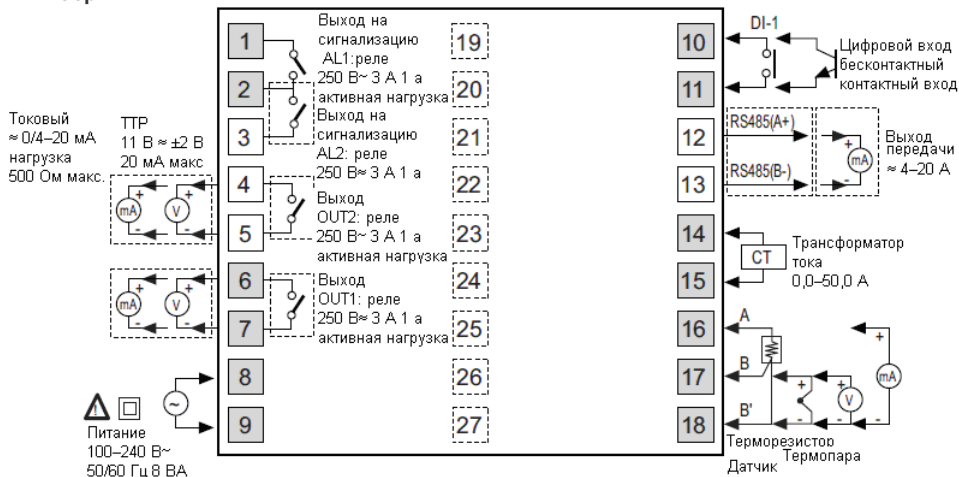 1
2
3
4
5
6
7
8
9
Выход на
сигнализацию
AL1:реле
250 В≂ 3 А 1 а
активная нагрузка
Выход на
сигнализацию
AL2: реле
250 В≂ 3 А 1 а
Выход
OUT2: реле
250 В≂ 3 А 1 а
активная нагрузка
Выход
OUT1: реле
250 В≂ 3 А 1 а
активная нагрузка
Токовый
≂ 0/4–20 мА
нагрузка
500 Ом макс.
ТТР
11 В ≂ ±2 В
20 мА макс
+ mA - + V -
+ mA - + V -
~
Питание
100–240 В~
50/60 Гц 8 ВА
19
20
21
22
23
24
25
26
27
10
11
12
13
14
15
16
17
18
DI-1
Цифровой вход
бесконтактный
контактный вход
RS485(A+)
RS485(B-)
+ mA -
Выход
передачи
≂ 4–20 А
CT
Трансформатор
тока
0,0–50,0 А
A
B
B'
+ - + V - + mA -
Терморезистор
Термопара
Датчик